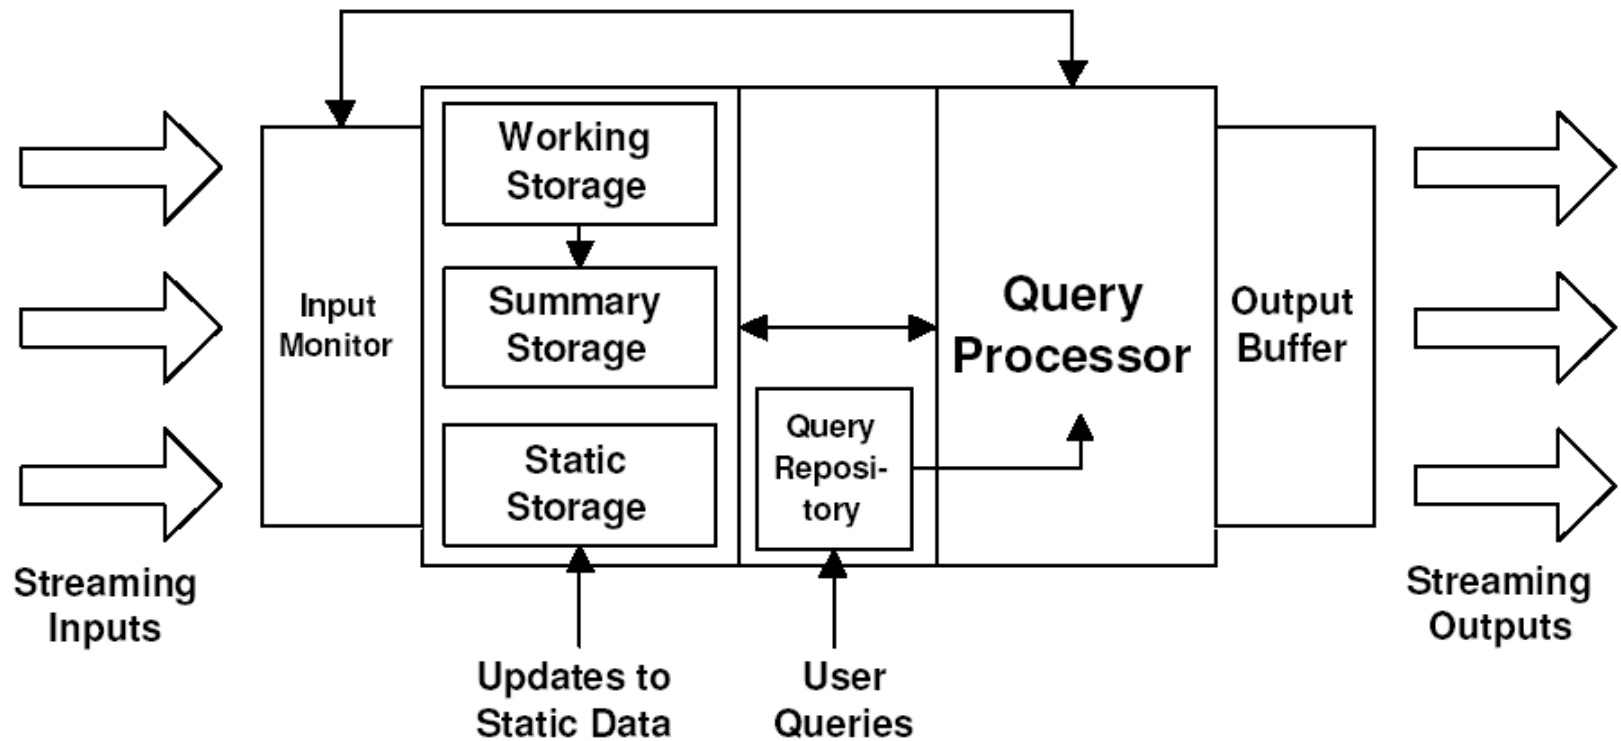 Working
Storage
Summary
Storage
Static
Storage
Input
Monitor
Query
Reposi-
tory
Query
Processor
Output
Buffer
Streaming
Inputs
Updates to
Static Data
User
Queries
Streaming
Outputs